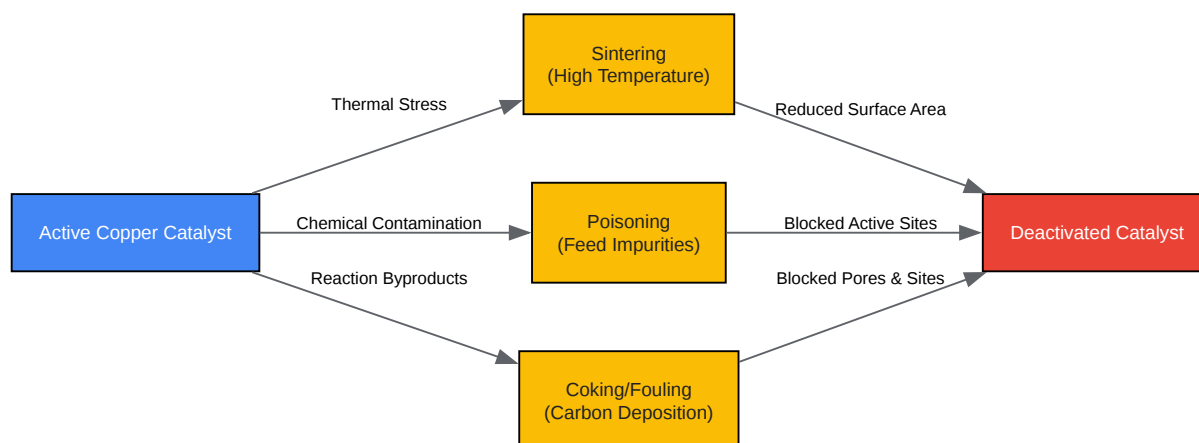 Sintering
(High Temperature)
Thermal Stress
Reduced Surface Area
Active Copper Catalyst
Chemical Contamination
Poisoning
(Feed Impurities)
Blocked Active Sites
Deactivated Catalyst
Reaction Byproducts
Blocked Pores & Sites
Coking/Fouling
(Carbon Deposition)